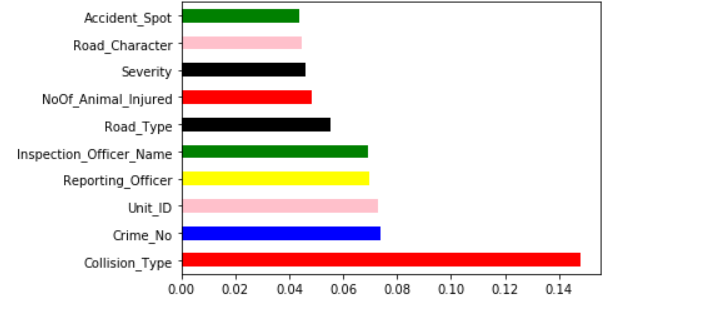 Accident_Spot
Road_Character
Severity
NoOf_Animal_Injured
Road_Type
Inspection_Officer_Name
Reporting_Officer
Unit_ID
Crime_No
Collision_Type
0.00 0.02 0.04 0.06 0.08 0.10 0.12 0.14